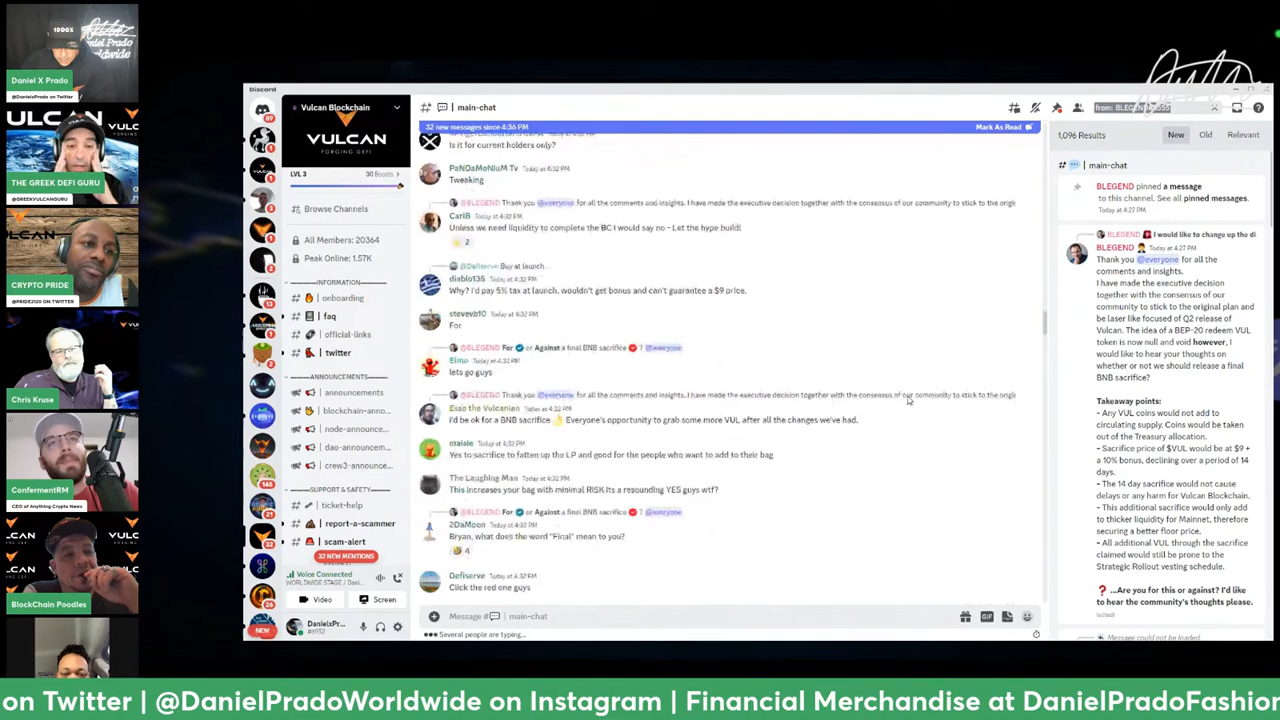 Daniel X Prado
@DanielxPrado on Twitter
THE GREEK DEFI GURU
@GREEKVULCANGURU
CRYPTO PRIDE
@PRIDEJ120 ON TWITTER
Chris Kruse
ConfermentRM
CEO of Anything Crypto News
BlockChain Poodles
Discord
Vulcan Blockchain
VULCAN
FORGING DEFI
LVL 3
30 Boosts
Browse Channels
All Members: 20364
Peak Online: 1.57K
INFORMATION
onboarding
faq
official-links
twitter
ANNOUNCEMENTS
announcements
blockchain-anno...
node-announce...
dao-announcem...
crew3-announce...
SUPPORT & SAFETY
ticket-help
report-a-scammer
scam-alert
32 NEW MENTIONS
Voice Connected
WORLDWIDE STAGE / Dani...
Video
Screen
NEW
DanielxPr...
#6952
# | main-chat
32 new messages since 4:36 PM
Mark As Read
Is it for current holders only?
PaNDaMoNiuM Tv Today at 4:32 PM
Tweaking
@BLEGEND Thank you @everyone for all the comments and insights. I have made the executive decision together with the consensus of our community to stick to the origin
CarlB Today at 4:32 PM
Unless we need liquidity to complete the BC I would say no - Let the hype build!
2
@Defiserve Buy at launch...
diablo135 Today at 4:32 PM
Why? I'd pay 5% tax at launch, wouldn't get bonus and can't guarantee a $9 price.
stevevb10 Today at 4:32 PM
For
@BLEGEND For or Against a final BNB sacrifice ? @everyone
Elmo Today at 4:32 PM
lets go guys
@BLEGEND Thank you @everyone for all the comments and insights. I have made the executive decision together with the consensus of our community to stick to the origin
Esap the Vulcanian Today at 4:32 PM
I'd be ok for a BNB sacrifice Everyone's opportunity to grab some more VUL after all the changes we've had.
maisie Today at 4:32 PM
Yes to sacrifice to fatten up the LP and good for the people who want to add to their bag
The Laughing Man Today at 4:32 PM
This increases your bag with minimal RISK its a resounding YES guys wtf?
@BLEGEND For or Against a final BNB sacrifice ? @everyone
2DaMoon Today at 4:32 PM
Bryan, what does the word "Final" mean to you?
4
Defiserve Today at 4:32 PM
Click the red one guys
Message # | main-chat
Several people are typing...
1,096 Results
New
Old
Relevant
# | main-chat
BLEGEND pinned a message
to this channel. See all pinned messages.
Today at 4:27 PM
BLEGEND I would like to change up the di
BLEGEND Today at 4:27 PM
Thank you @everyone for all the
comments and insights.
I have made the executive decision
together with the consensus of our
community to stick to the original plan and
be laser like focused of Q2 release of
Vulcan. The idea of a BEP-20 redeem VUL
token is now null and void however, I
would like to hear your thoughts on
whether or not we should release a final
BNB sacrifice?
Takeaway points:
- Any VUL coins would not add to
circulating supply. Coins would be taken
out of the Treasury allocation.
- Sacrifice price of $VUL would be at $9 +
a 10% bonus, declining over a period of 14
days.
- The 14 day sacrifice would not cause
delays or any harm for Vulcan Blockchain.
- This additional sacrifice would only add
to thicker liquidity for Mainnet, therefore
securing a better floor price.
- All additional VUL through the sacrifice
claimed would still be prone to the
Strategic Rollout vesting schedule.
...Are you for this or against? I'd like
to hear the community's thoughts please.
(edited)
Message could not be loaded.
on Twitter | @DanielPradoWorldwide on Instagram | Financial Merchandise at DanielPradoFashion